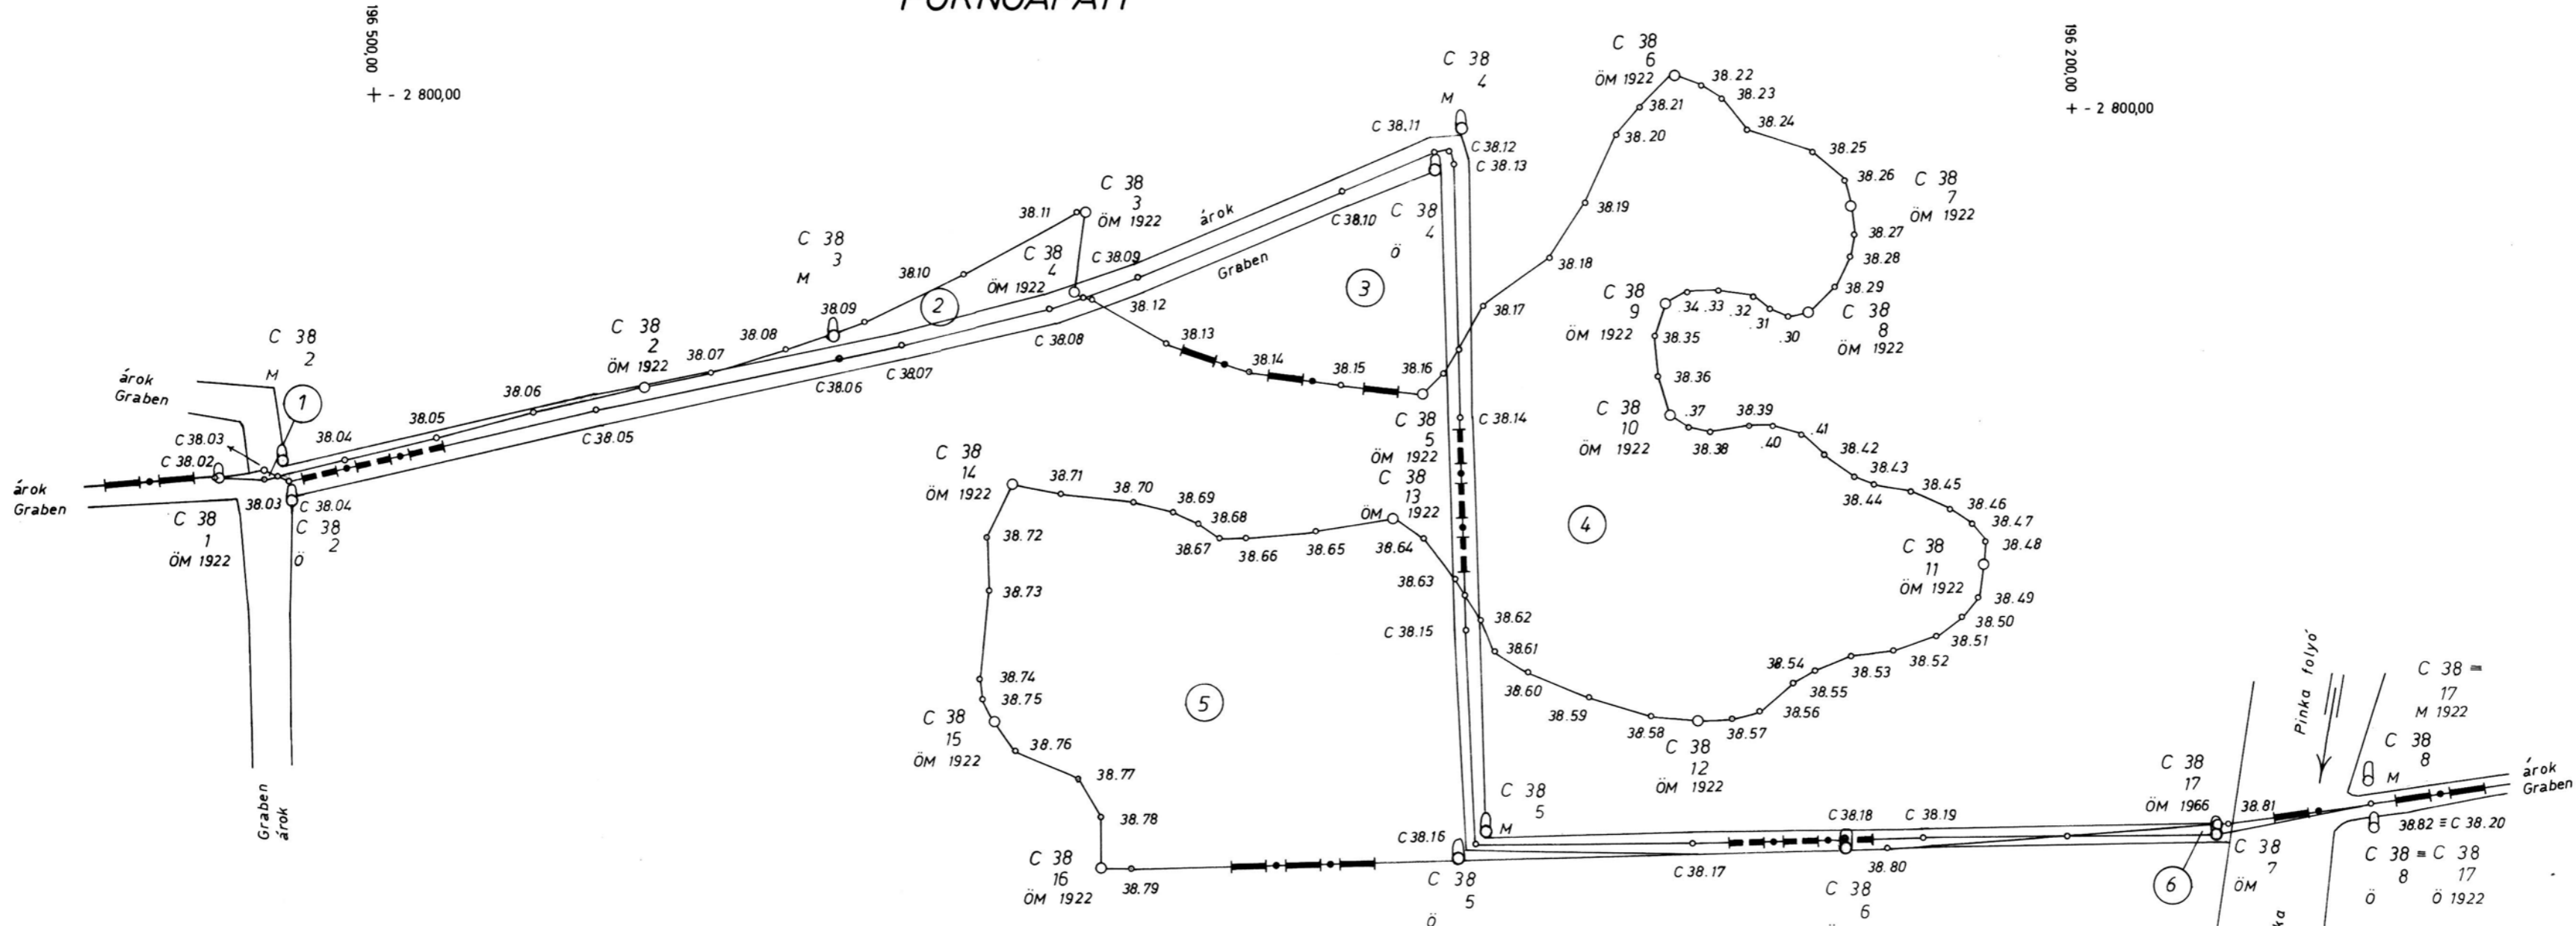 PORNÓAPÁTI
196 500,00
+ - 2 800,00
196 200,00
+ - 2 800,00
C 38
4
M
C 38
6
ÖM 1922
38.22
38.23
38.21
38.24
38.20
38.25
38.26
C 38
7
ÖM 1922
38.27
38.28
38.29
C 38.11
C 38.12
C 38.13
38.19
38.18
38.17
C 38
3
ÖM 1922
38.11
árok
C 38.10
C 38
4
Ö
Graben
C 38
3
M
38.10
C 38
4
ÖM 1922
C 38.09
38.09
2
38.12
3
C 38
9
ÖM 1922
.34
.33
.32
.31
.30
C 38
8
ÖM 1922
C 38
2
M
C 38
2
ÖM 1922
38.08
38.07
C 38.08
38.13
38.14
38.15
38.16
38.35
38.36
árok
Graben
1
38.06
C 38.06
C 38.07
38.05
C 38.05
38.04
C 38.03
C 38.02
árok
Graben
38.03
C 38.04
C 38
1
ÖM 1922
C 38
2
Ö
Graben
árok
C 38
5
ÖM 1922
C 38.14
C 38
10
ÖM 1922
.37
38.38
38.39
.40
.41
38.42
38.43
38.44
38.45
38.46
38.47
38.48
C 38
14
ÖM 1922
38.71
38.70
38.69
38.68
38.67
38.66
38.65
38.64
C 38
13
ÖM 1922
4
38.72
38.73
38.63
38.62
C 38.15
38.61
38.60
38.59
38.58
38.57
38.56
38.55
38.54
38.53
38.52
38.51
38.50
38.49
C 38
11
ÖM 1922
C 38
12
ÖM 1922
38.74
38.75
C 38
15
ÖM 1922
5
38.76
38.77
38.78
C 38
16
ÖM 1922
38.79
C 38.16
C 38
5
M
C 38
5
Ö
C 38.17
C 38.18
C 38.19
38.80
C 38
6
C 38
17
ÖM 1966
38.81
6
C 38
7
ÖM
Pinka folyó
C 38 =
17
M 1922
C 38
8
M
árok
Graben
38.82 ≡ C 38.20
C 38 ≡ C 38
8 17
Ö Ö 1922